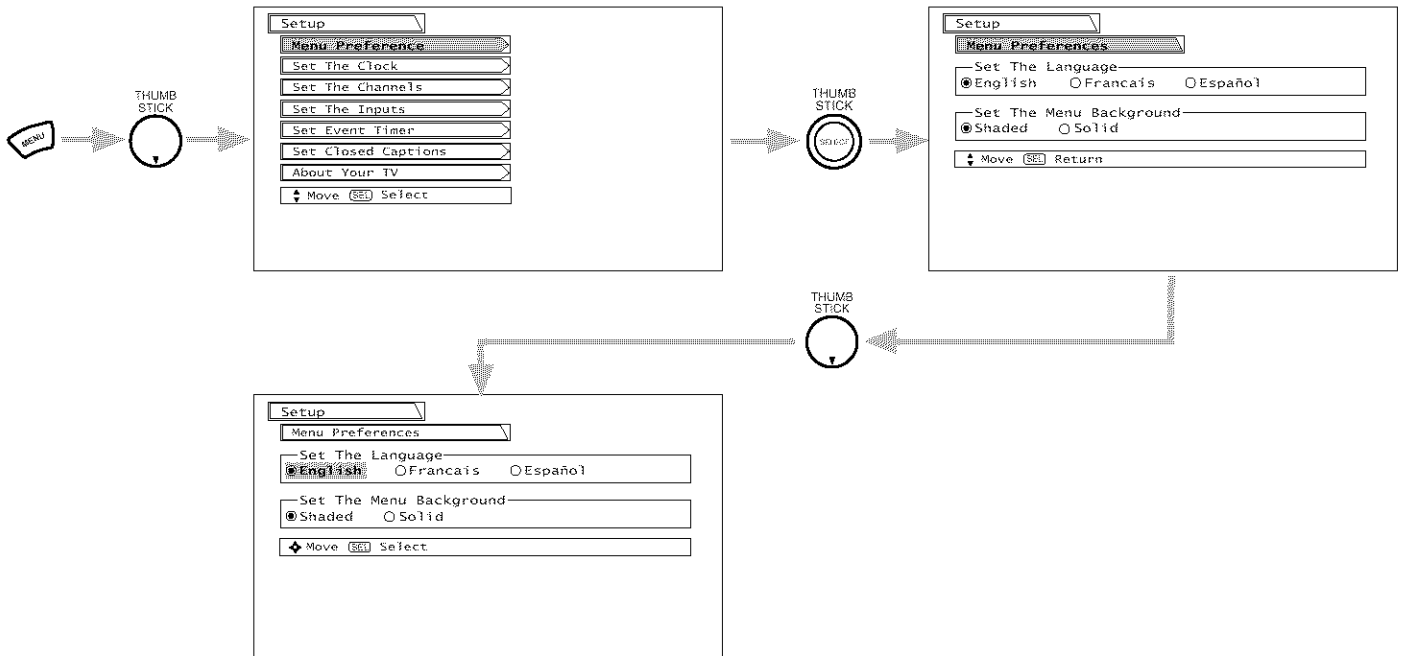 MENU
THUMB
STICK
Setup
Menu Preference
Set The Clock
Set The Channels
Set The Inputs
Set Event Timer
Set Closed Captions
About Your TV
Move SEL Select
THUMB
STICK
SELECT
Setup
Menu Preferences
Set The Language
English Francais Español
Set The Menu Background
Shaded Solid
Move SEL Return
THUMB
STICK
Setup
Menu Preferences
Set The Language
English Francais Español
Set The Menu Background
Shaded Solid
Move SEL Select